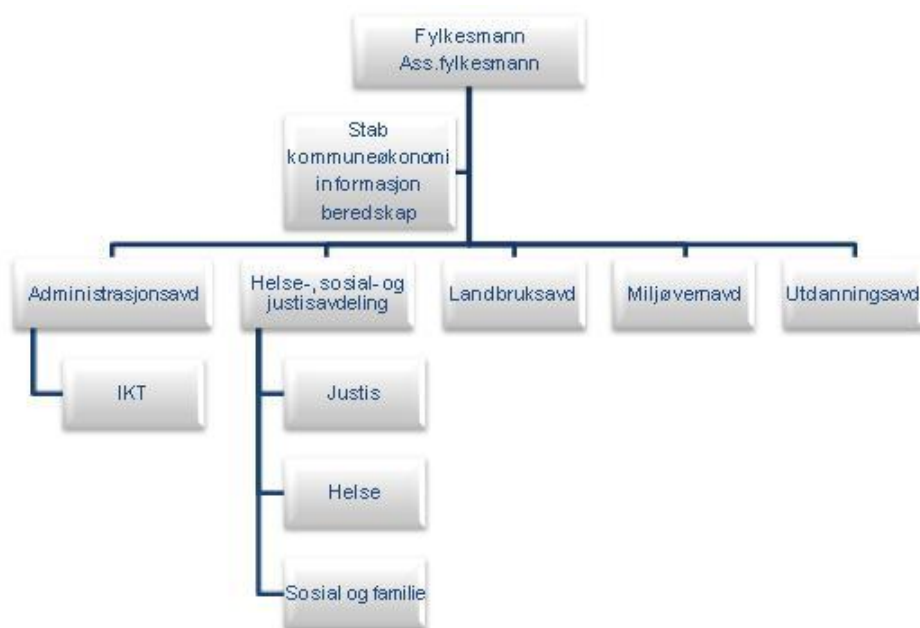 Fylkesmann
Ass.fylkesmann
Stab
kommuneøkonomi
informasjon
beredskap
Administrasjonsavd
Helse-, sosial- og
justisavdeling
Landbruksavd
Miljøvernavd
Utdanningsavd
IKT
Justis
Helse
Sosial og familie